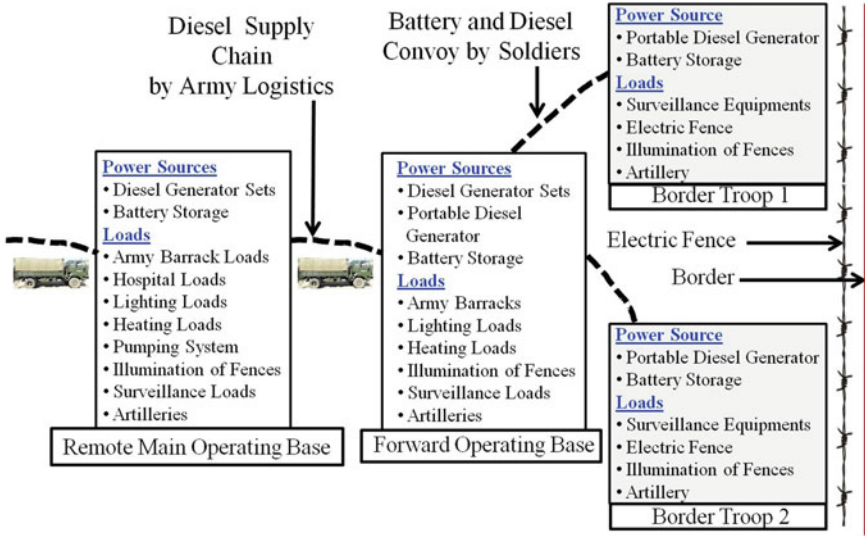 Diesel Supply
Chain
by Army Logistics
Battery and Diesel
Convoy by Soldiers
Power Sources
• Diesel Generator Sets
• Battery Storage
Loads
• Army Barrack Loads
• Hospital Loads
• Lighting Loads
• Heating Loads
• Pumping System
• Illumination of Fences
• Surveillance Loads
• Artilleries
Remote Main Operating Base
Power Sources
• Diesel Generator Sets
• Portable Diesel
Generator
• Battery Storage
Loads
• Army Barracks
• Lighting Loads
• Heating Loads
• Illumination of Fences
• Surveillance Loads
• Artilleries
Forward Operating Base
Power Source
• Portable Diesel Generator
• Battery Storage
Loads
• Surveillance Equipments
• Electric Fence
• Illumination of Fences
• Artillery
Border Troop 1
Electric Fence
Border
Power Source
• Portable Diesel Generator
• Battery Storage
Loads
• Surveillance Equipments
• Electric Fence
• Illumination of Fences
• Artillery
Border Troop 2